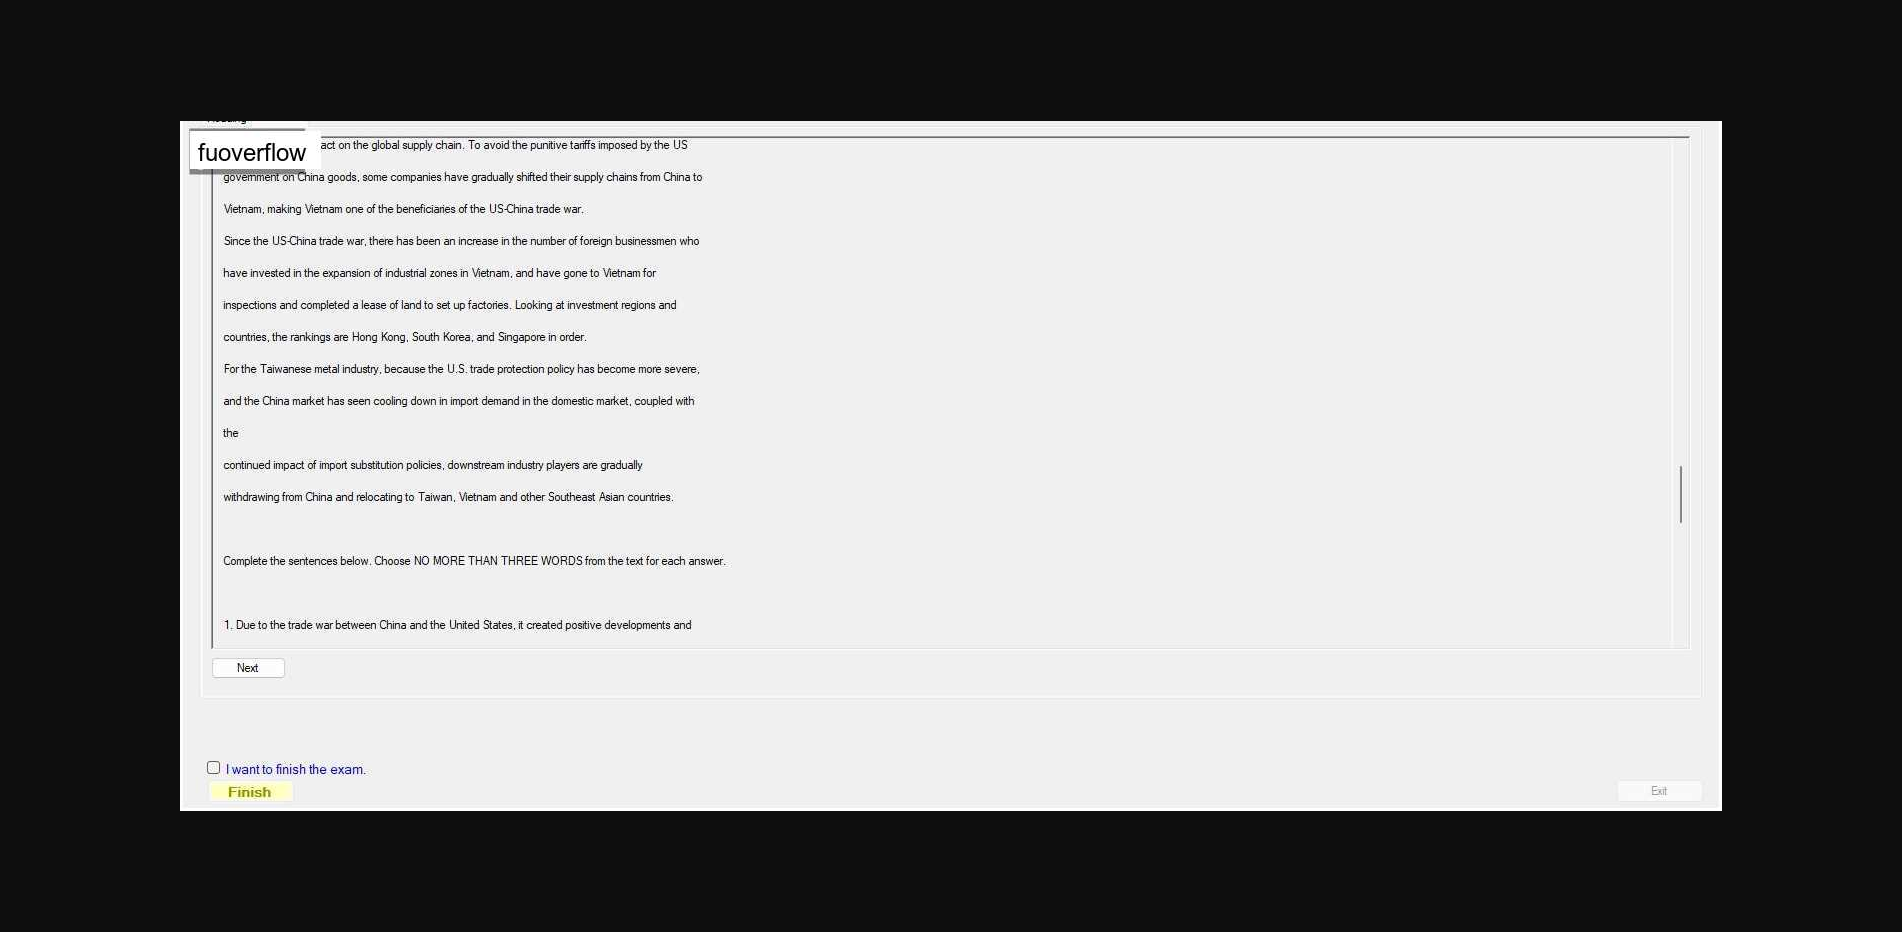 fuoverflow
act on the global supply chain. To avoid the punitive tariffs imposed by the US
government on China goods, some companies have gradually shifted their supply chains from China to
Vietnam, making Vietnam one of the beneficiaries of the US-China trade war.
Since the US-China trade war, there has been an increase in the number of foreign businessmen who
have invested in the expansion of industrial zones in Vietnam, and have gone to Vietnam for
inspections and completed a lease of land to set up factories. Looking at investment regions and
countries, the rankings are Hong Kong, South Korea, and Singapore in order.
For the Taiwanese metal industry, because the U.S. trade protection policy has become more severe,
and the China market has seen cooling down in import demand in the domestic market, coupled with
the
continued impact of import substitution policies, downstream industry players are gradually
withdrawing from China and relocating to Taiwan, Vietnam and other Southeast Asian countries.
Complete the sentences below. Choose NO MORE THAN THREE WORDS from the text for each answer.
1. Due to the trade war between China and the United States, it created positive developments and
Next
I want to finish the exam.
Finish
Exit